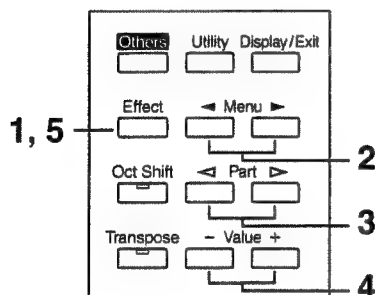 Others Utility Display/Exit
Effect ◄ Menu ►
1, 5
2
Oct Shift ◁ Part ▷
3
Transpose − Value +
4